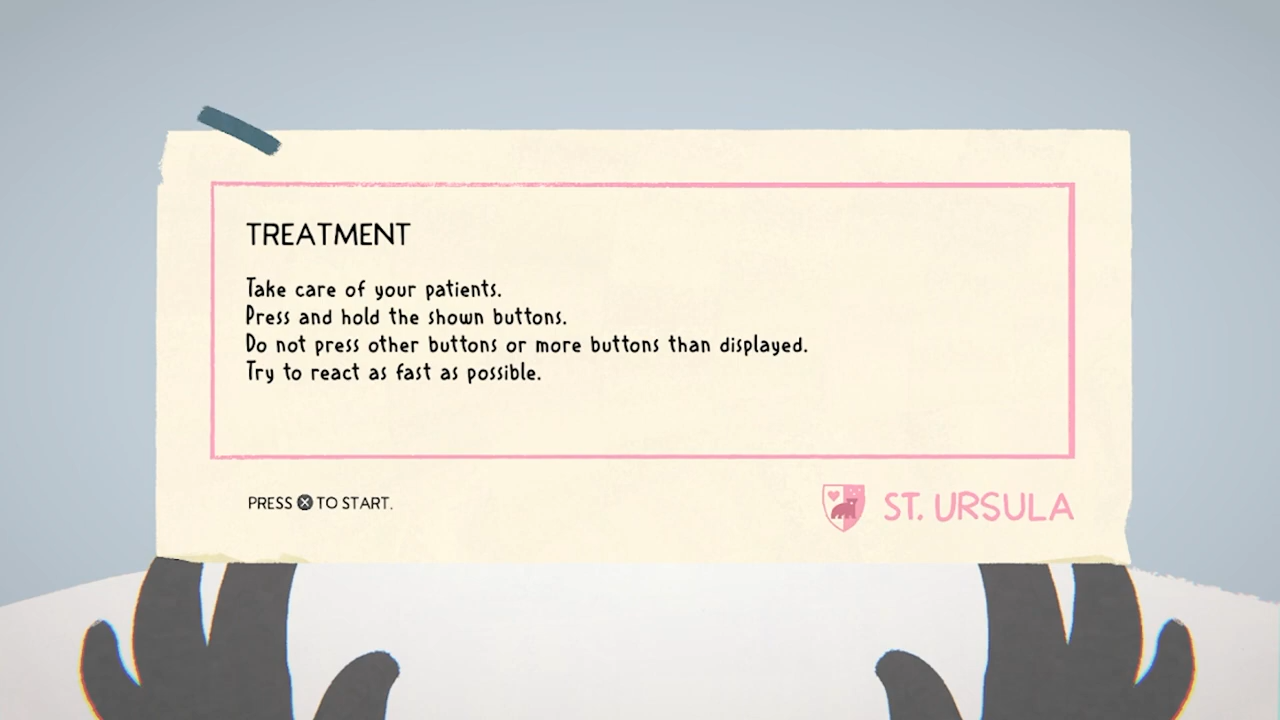 TREATMENT
Take care of your patients.
Press and hold the shown buttons.
Do not press other buttons or more buttons than displayed.
Try to react as fast as possible.
PRESS ⓧ TO START.
ST. URSULA